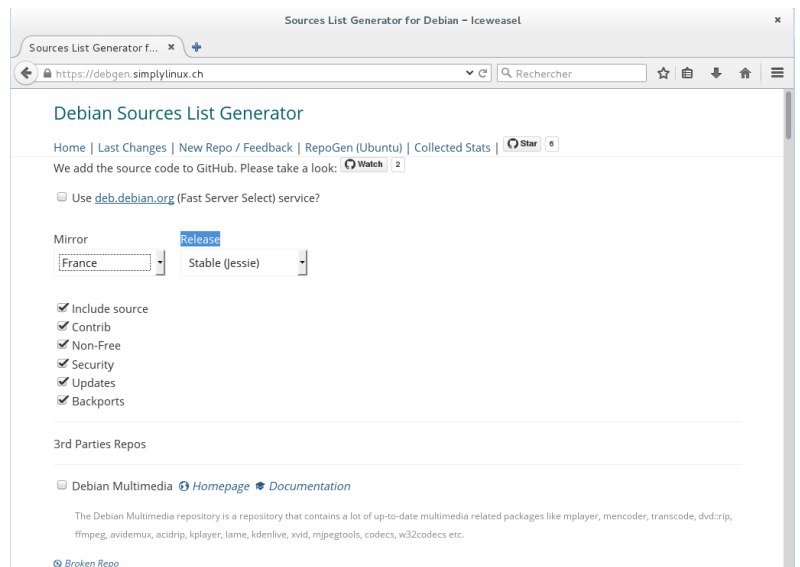 Sources List Generator for Debian – Iceweasel
Sources List Generator f...
https://debgen.simplylinux.ch
Rechercher
Debian Sources List Generator
Home | Last Changes | New Repo / Feedback | RepoGen (Ubuntu) | Collected Stats | Star 6
We add the source code to GitHub. Please take a look: Watch 2
Use deb.debian.org (Fast Server Select) service?
Mirror Release
France Stable (Jessie)
Include source
Contrib
Non-Free
Security
Updates
Backports
3rd Parties Repos
Debian Multimedia Homepage Documentation
The Debian Multimedia repository is a repository that contains a lot of up-to-date multimedia related packages like mplayer, mencoder, transcode, dvd::rip,
ffmpeg, avidemux, acidrip, kplayer, lame, kdenlive, xvid, mjpegtools, codecs, w32codecs etc.
Broken Repo